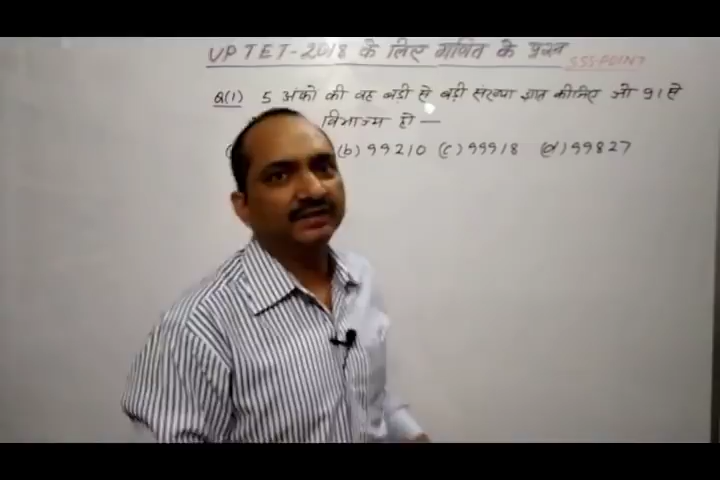 UPTET-2018 के लिए गणित के प्रश्न
SSS-POINT
Q(1) 5 अंको की वह बड़ी से बड़ी संख्या ज्ञात कीजिए जो 91 से
विभाज्य हो —
(b) 99210 (c) 99918 (d) 99827